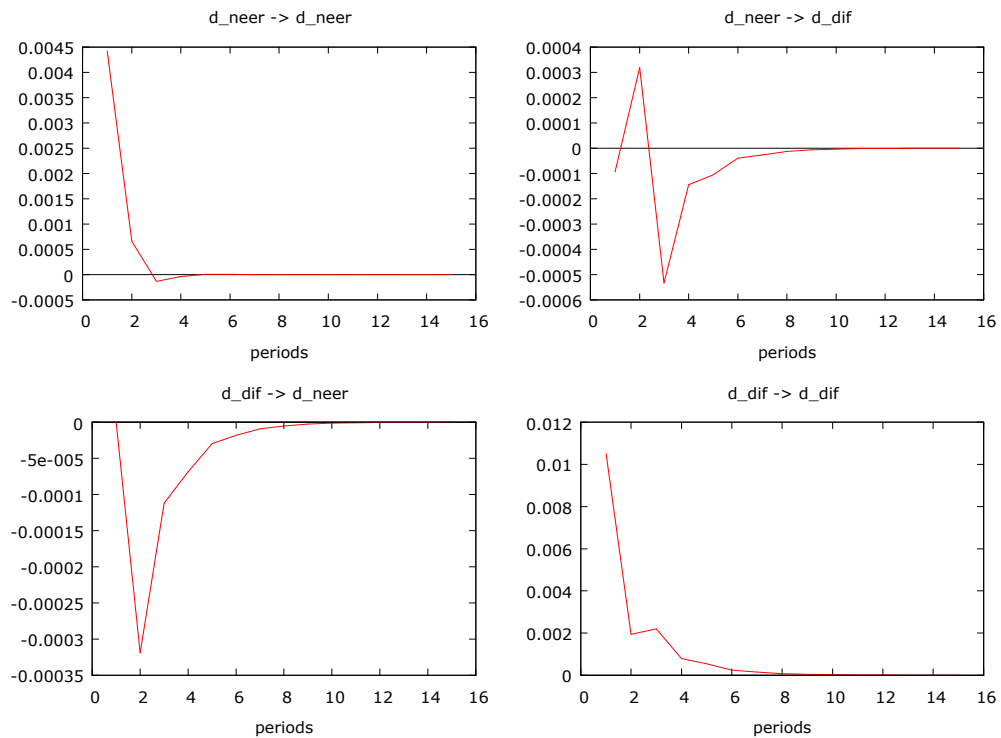 d_neer -> d_neer
0.0045
0.004
0.0035
0.003
0.0025
0.002
0.0015
0.001
0.0005
0
-0.0005
0 2 4 6 8 10 12 14 16
periods
d_neer -> d_dif
0.0004
0.0003
0.0002
0.0001
0
-0.0001
-0.0002
-0.0003
-0.0004
-0.0005
-0.0006
0 2 4 6 8 10 12 14 16
periods
d_dif -> d_neer
0
-5e-005
-0.0001
-0.00015
-0.0002
-0.00025
-0.0003
-0.00035
0 2 4 6 8 10 12 14 16
periods
d_dif -> d_dif
0.012
0.01
0.008
0.006
0.004
0.002
0
0 2 4 6 8 10 12 14 16
periods